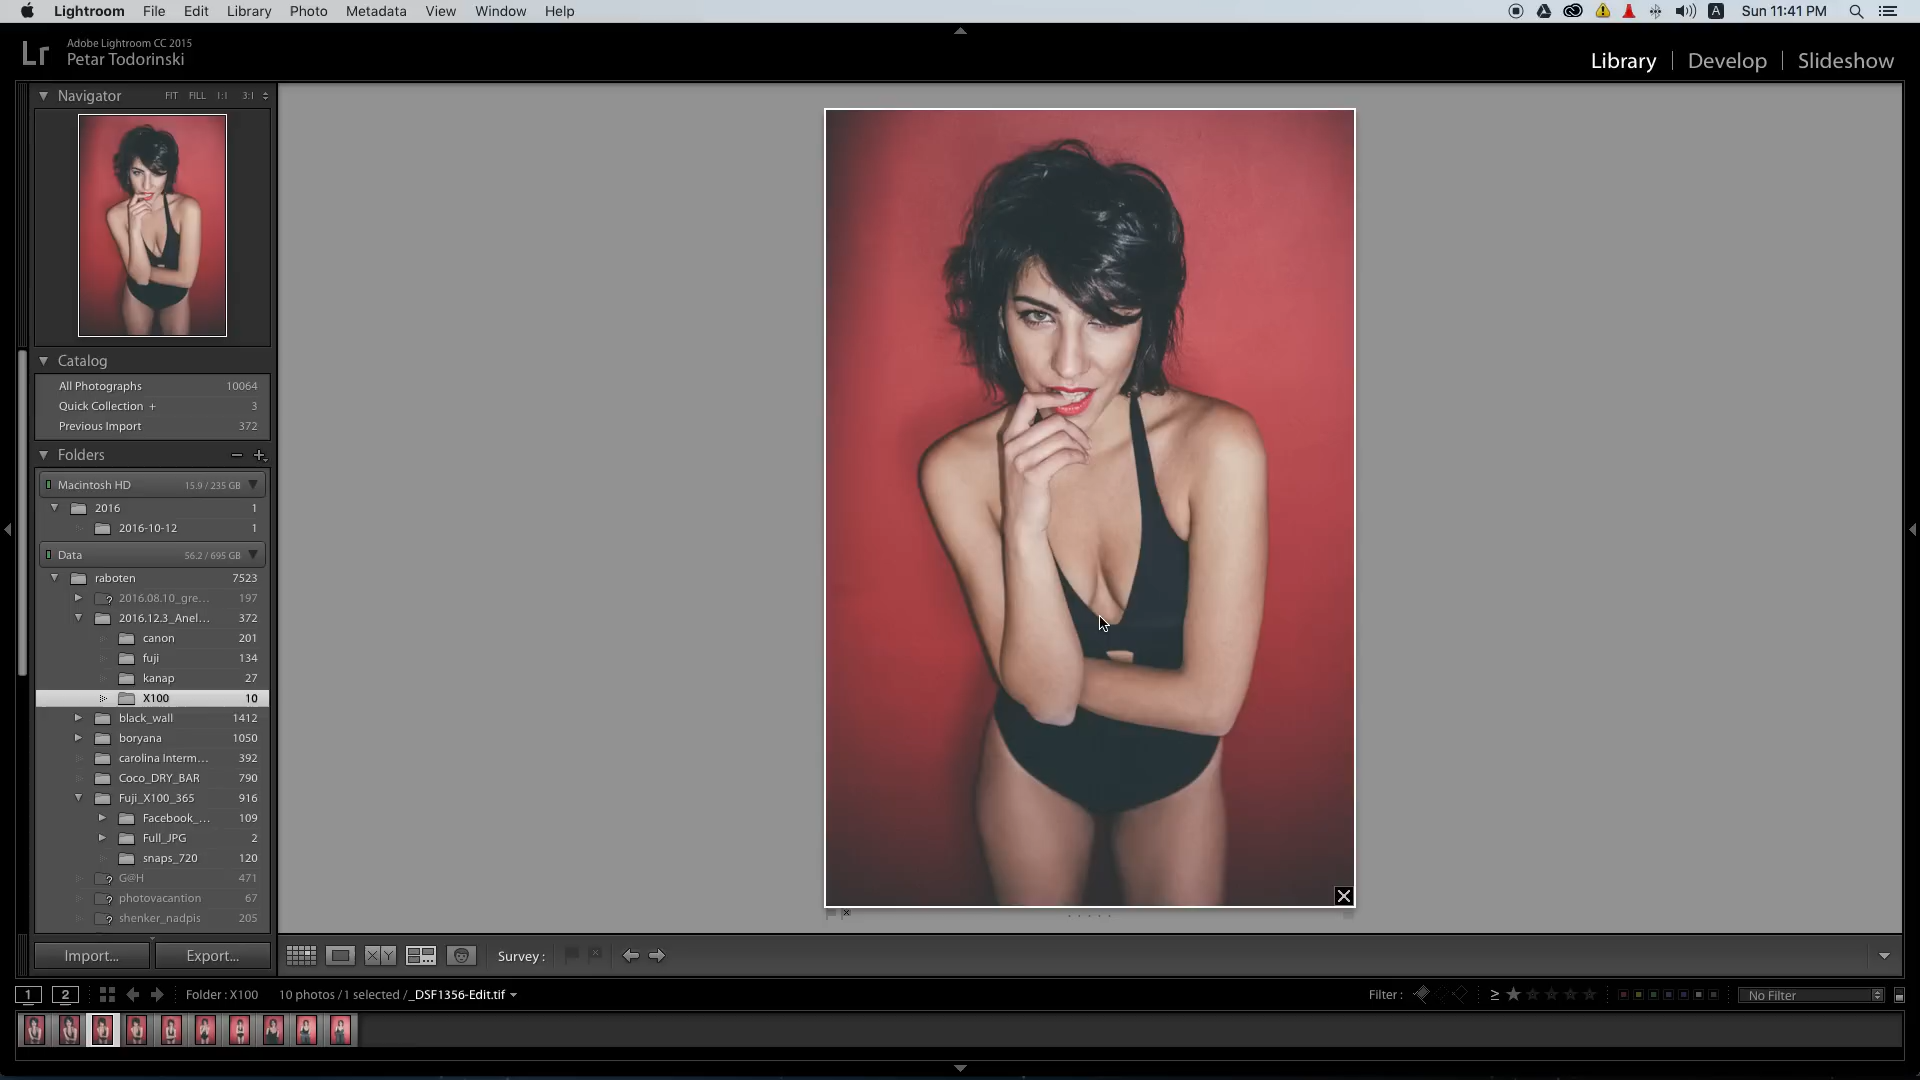 Lightroom File Edit Library Photo Metadata View Window Help A Sun 11:41 PM
Lr Adobe Lightroom CC 2015
Petar Todorinski
Library | Develop | Slideshow
Navigator FIT FILL 1:1 3:1
Catalog
All Photographs 10064
Quick Collection + 3
Previous Import 372
Folders
Macintosh HD 15.9 / 235 GB
2016 1
2016-10-12 1
Data 56.2 / 695 GB
raboten 7523
2016.08.10_gre... 197
2016.12.3_Anel... 372
canon 201
fuji 134
kanap 27
X100 10
black_wall 1412
boryana 1050
carolina Interm... 392
Coco_DRY_BAR 790
Fuji_X100_365 916
Facebook_... 109
Full_JPG 2
snaps_720 120
G@H 471
photovacantion 67
shenker_nadpis 205
Import... Export... XY Survey :
1 2 Folder : X100 10 photos / 1 selected / _DSF1356-Edit.tif Filter : ≥ No Filter